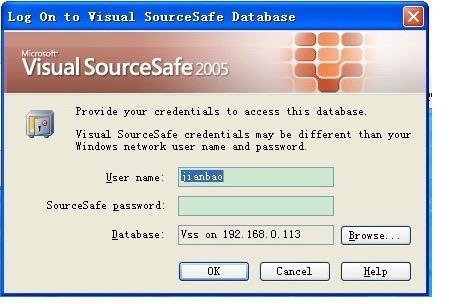 Log On to Visual SourceSafe Database
Microsoft®
Visual SourceSafe 2005
Provide your credentials to access this database.
Visual SourceSafe credentials may be different than your
Windows network user name and password.
User name: jianbao
SourceSafe password:
Database: Vss on 192.168.0.113 Browse...
OK Cancel Help